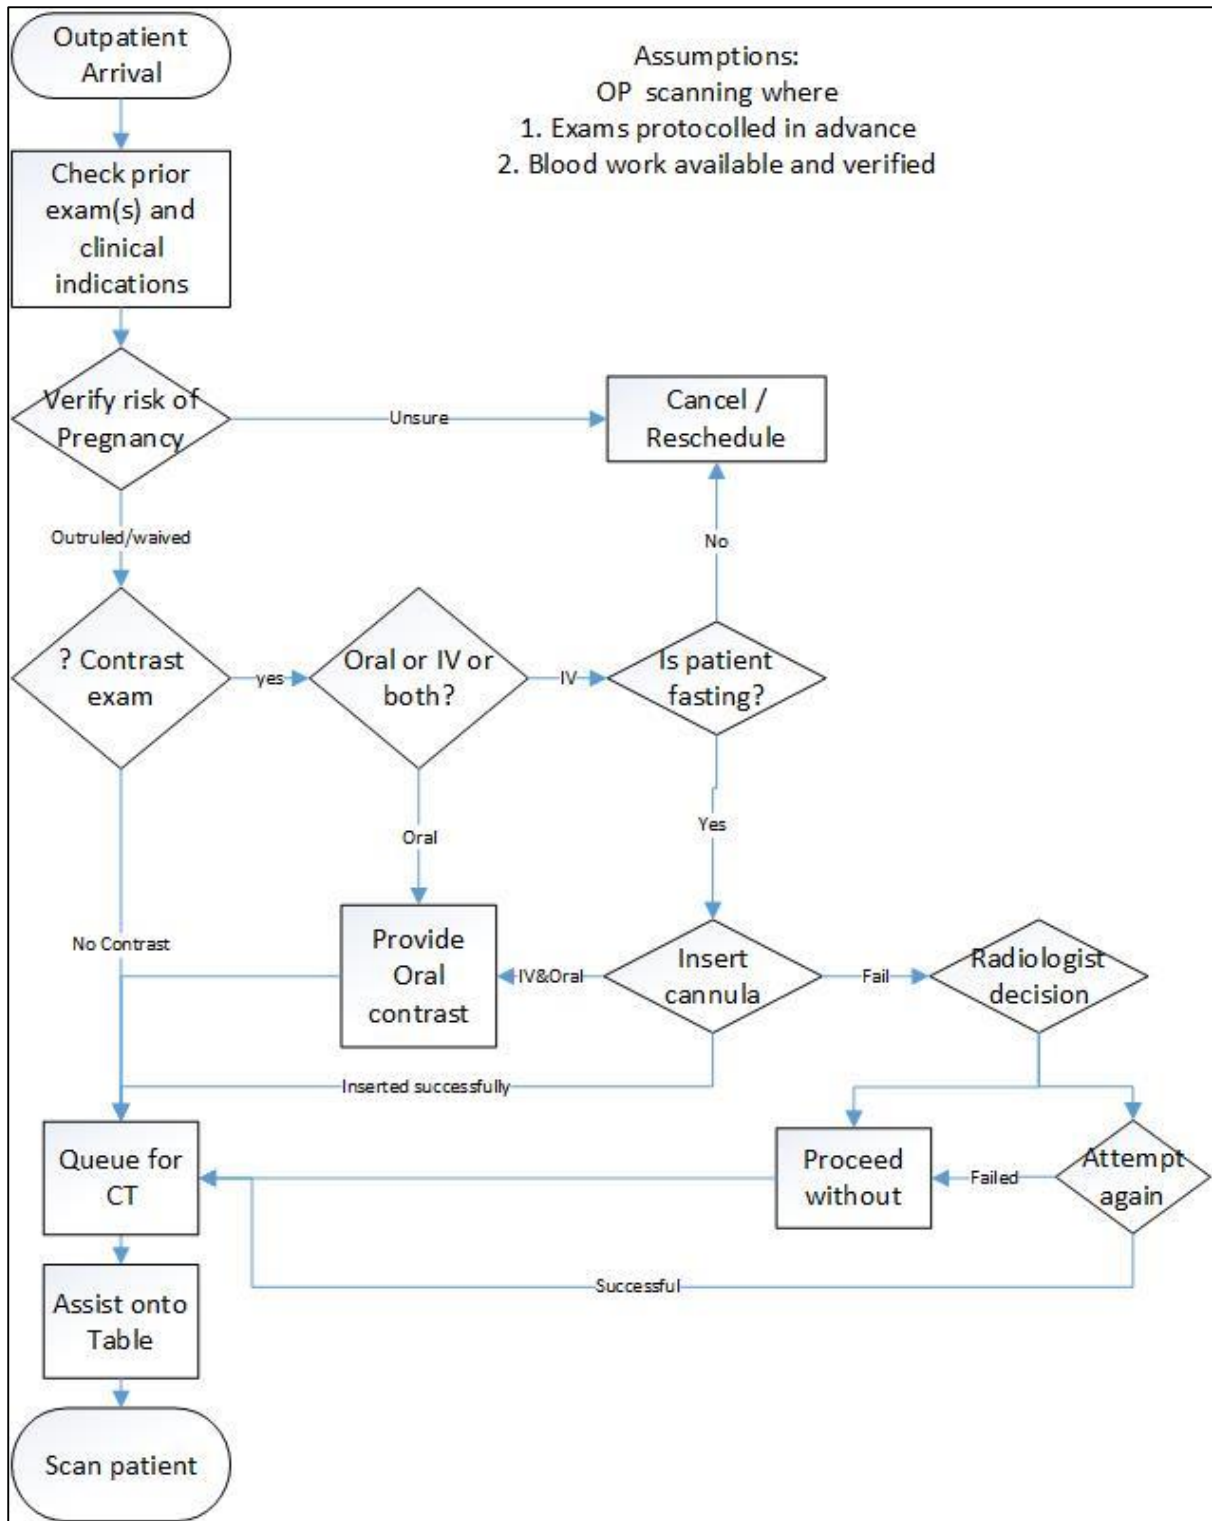 Outpatient
Arrival
Assumptions:
OP scanning where
1. Exams protocolled in advance
2. Blood work available and verified
Check prior
exam(s) and
clinical
indications
Verify risk of
Pregnancy
Unsure
Cancel /
Reschedule
Outruled/waived
No
? Contrast
exam
yes
Oral or IV or
both?
IV
Is patient
fasting?
Oral
Yes
No Contrast
Provide
Oral
contrast
IV&Oral
Insert
cannula
Fail
Radiologist
decision
Inserted successfully
Queue for
CT
Proceed
without
Failed
Attempt
again
Successful
Assist onto
Table
Scan patient